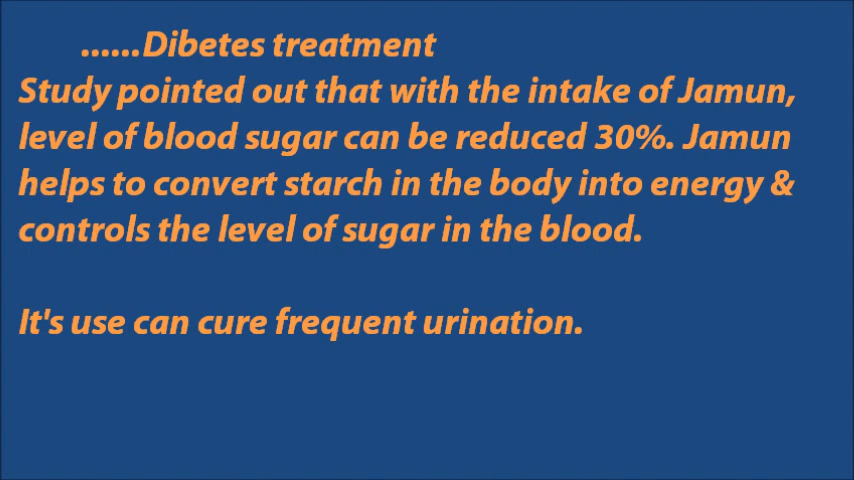 ......Dibetes treatment
Study pointed out that with the intake of Jamun,
level of blood sugar can be reduced 30%. Jamun
helps to convert starch in the body into energy &
controls the level of sugar in the blood.
It's use can cure frequent urination.